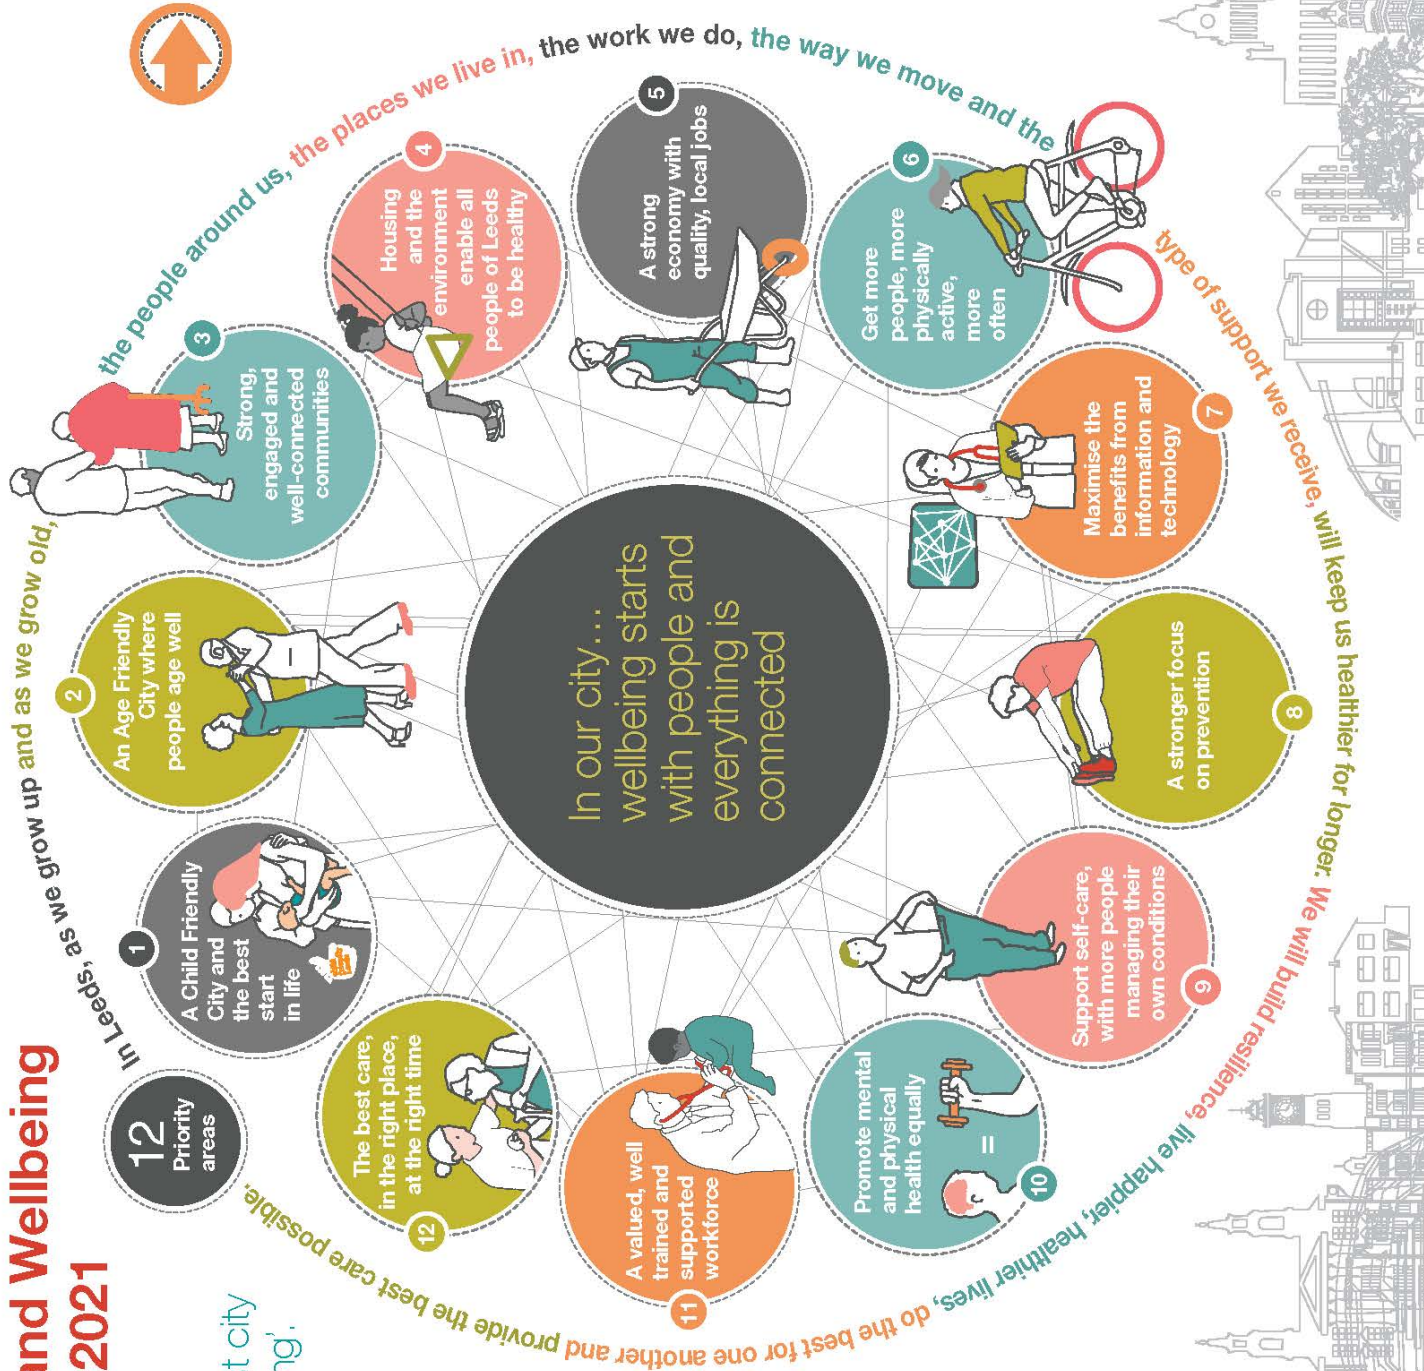 and Wellbeing
2021
t city
ng'.
12
Priority
areas
In Leeds, as we grow up and as we grow old,
the people around us, the places we live in, the work we do, the way we move and the
type of support we receive, will keep us healthier for longer. We will build resilience,
live happier, healthier lives, do the best for one another and provide the best care possible.
1
A Child Friendly
City and
the best
start
in life
2
An Age Friendly
City where
people age well
3
Strong,
engaged and
well-connected
communities
4
Housing
and the
environment
enable all
people of Leeds
to be healthy
5
A strong
economy with
quality, local jobs
6
Get more
people, more
physically
active,
more
often
7
Maximise the
benefits from
information and
technology
8
A stronger focus
on prevention
9
Support self-care,
with more people
managing their
own conditions
10
Promote mental
and physical
health equally
=
11
A valued, well
trained and
supported
workforce
12
The best care,
in the right place,
at the right time
In our city...
wellbeing starts
with people and
everything is
connected